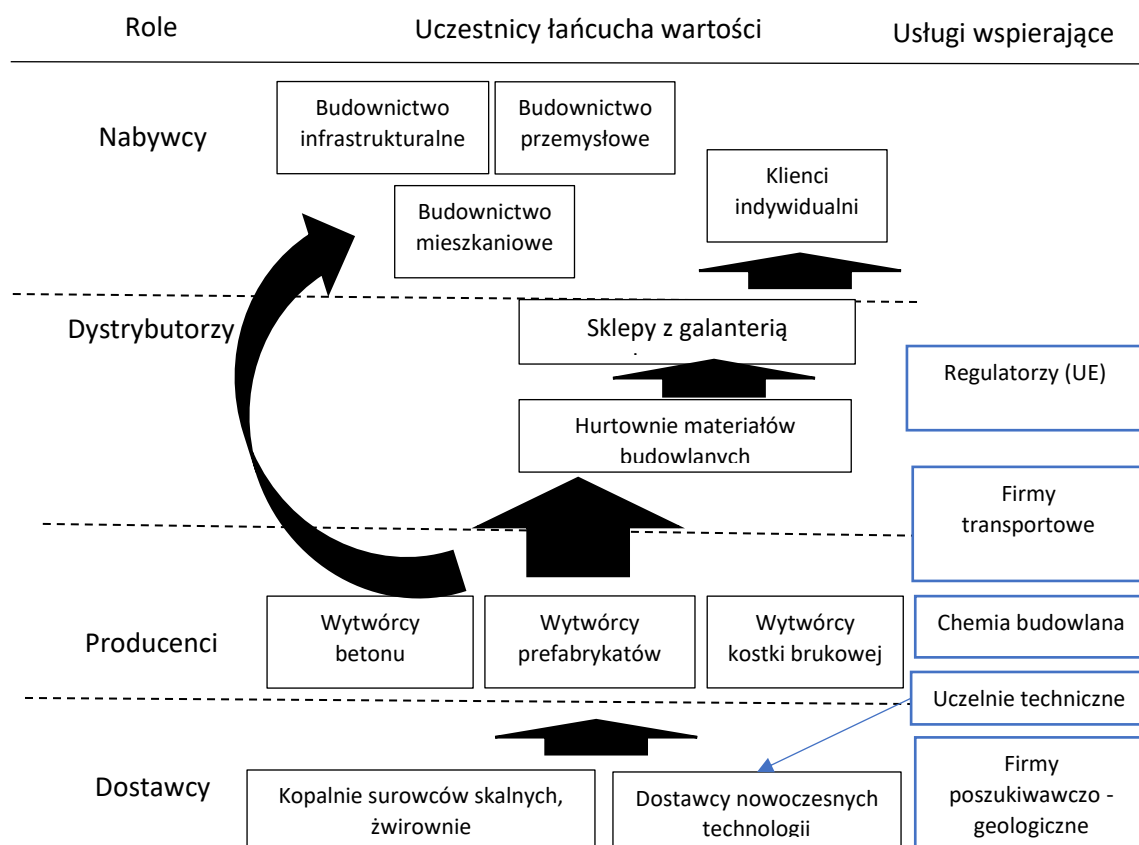 Role
Uczestnicy łańcucha wartości
Usługi wspierające
Nabywcy
Budownictwo
infrastrukturalne
Budownictwo
przemysłowe
Klienci
indywidualni
Budownictwo
mieszkaniowe
Dystrybutorzy
Sklepy z galanterią
Regulatorzy (UE)
Hurtownie materiałów
budowlanych
Firmy
transportowe
Producenci
Wytwórcy
betonu
Wytwórcy
prefabrykatów
Wytwórcy
kostki brukowej
Chemia budowlana
Uczelnie techniczne
Dostawcy
Kopalnie surowców skalnych,
żwirownie
Dostawcy nowoczesnych
technologii
Firmy
poszukiwawczo -
geologiczne